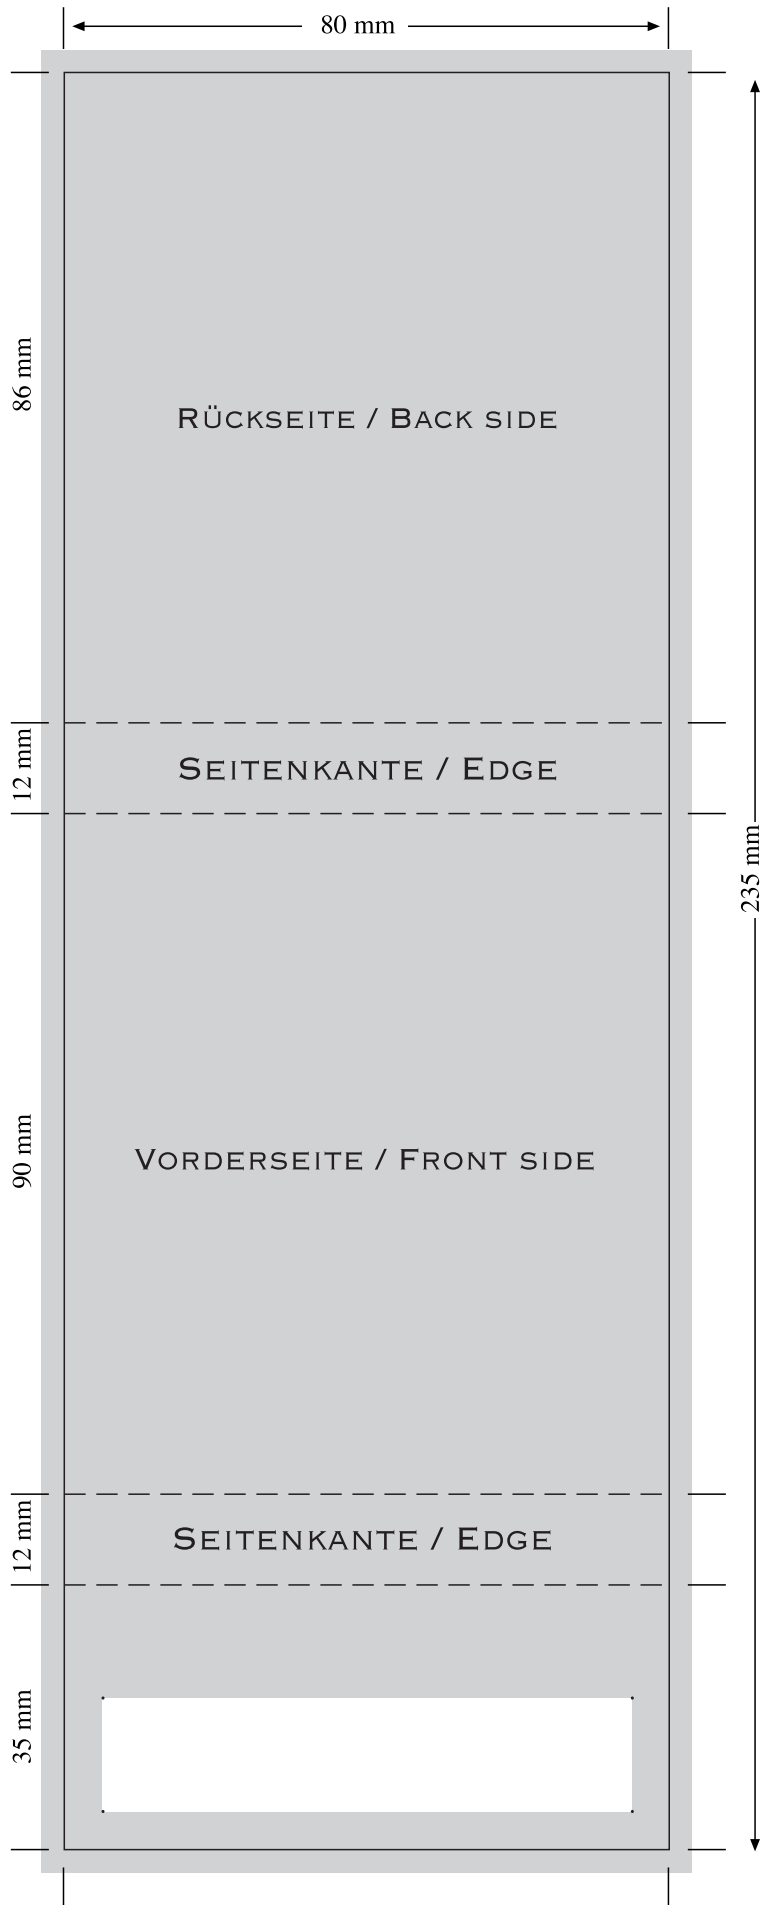 80 mm
86 mm
RÜCKSEITE / BACK SIDE
12 mm
SEITENKANTE / EDGE
235 mm
90 mm
VORDERSEITE / FRONT SIDE
12 mm
SEITENKANTE / EDGE
35 mm